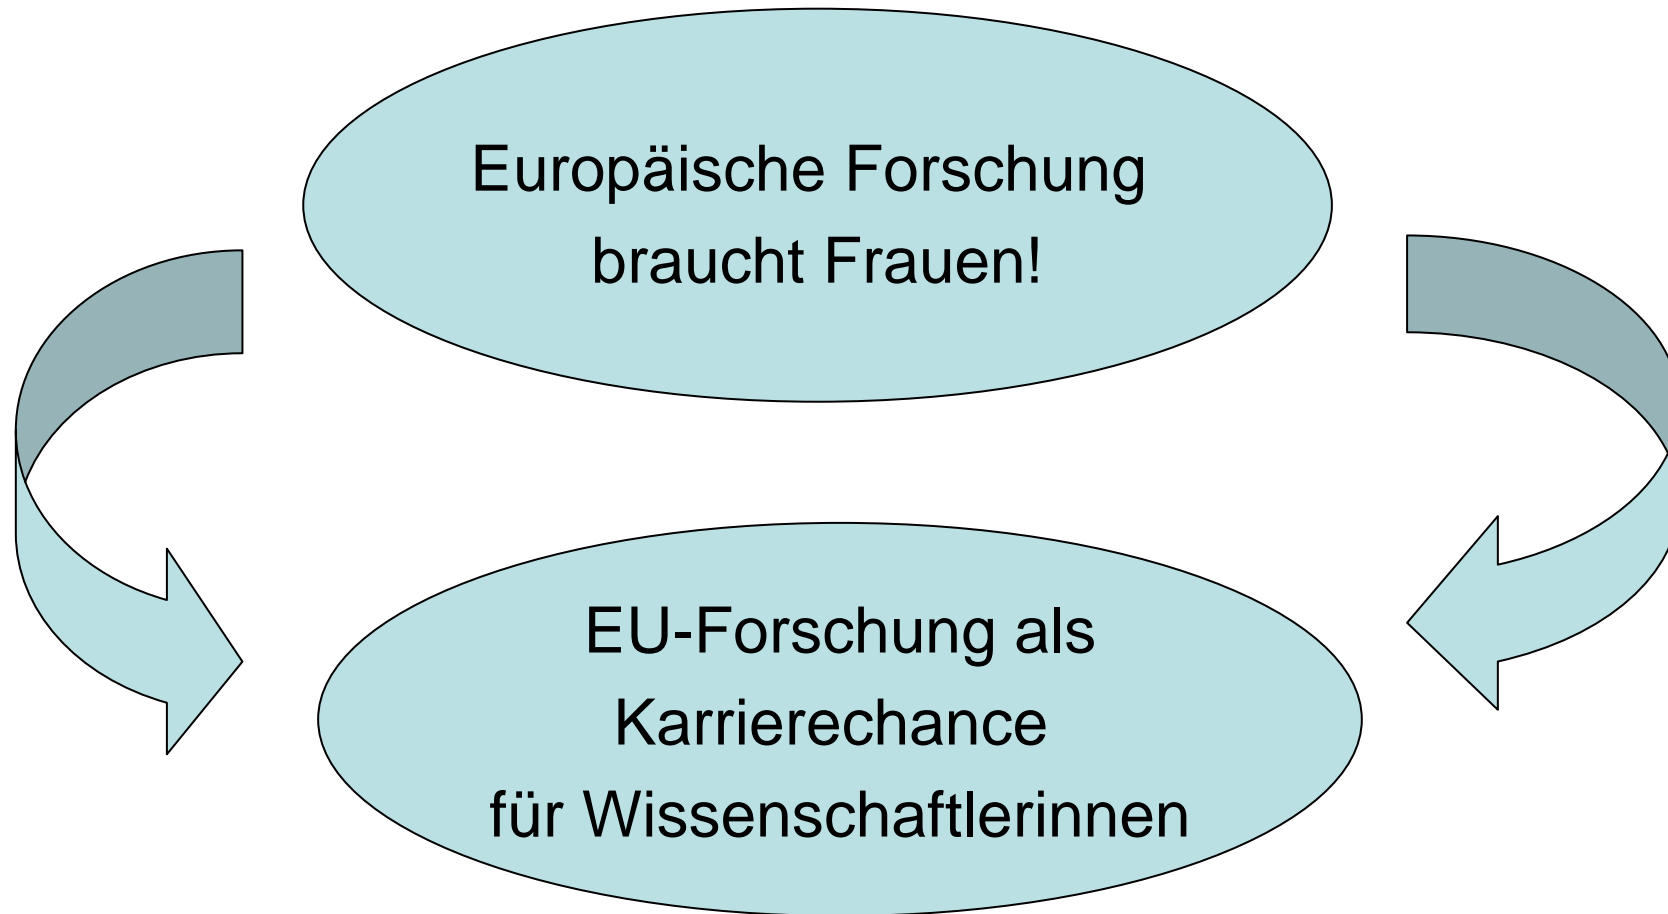 Europäische Forschung
braucht Frauen!
EU-Forschung als
Karrierechance
für Wissenschaftlerinnen